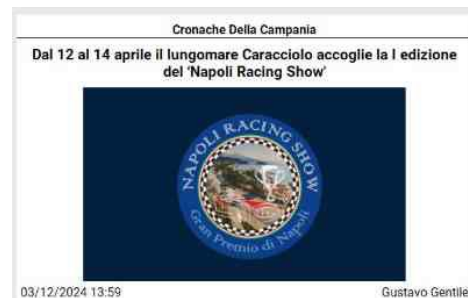 Cronache Della Campania
Dal 12 al 14 aprile il lungomare Caracciolo accoglie la I edizione
del 'Napoli Racing Show'
NAPOLI RACING SHOW
Gran Premio di Napoli
03/12/2024 13:59
Gustavo Gentile